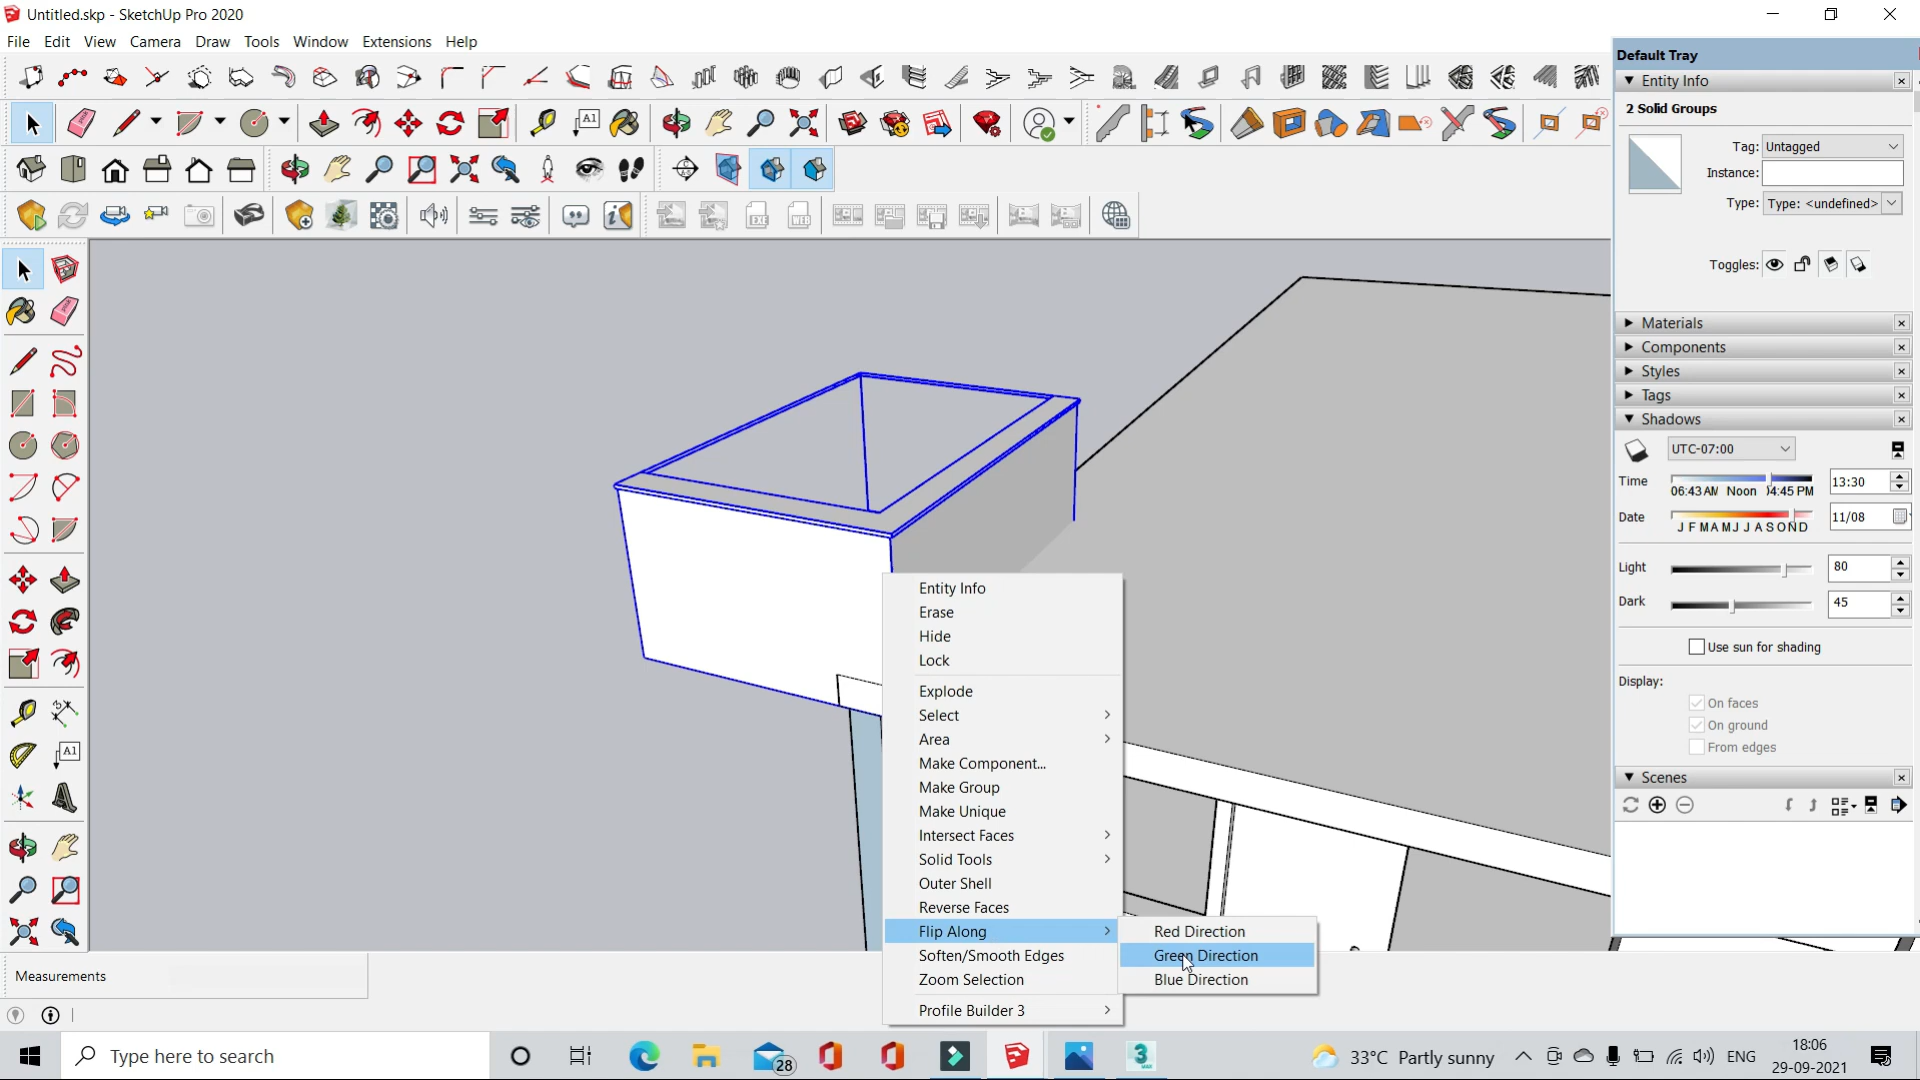 Untitled.skp - SketchUp Pro 2020
File Edit View Camera Draw Tools Window Extensions Help
Default Tray
Entity Info
2 Solid Groups
Tag: Untagged
Instance:
Type: Type: <undefined>
Toggles:
Materials
Components
Styles
Tags
Shadows
UTC-07:00
Time 13:30
06:43 AM Noon 04:45 PM
Date 11/08
J F M A M J J A S O N D
Light 80
Dark 45
Use sun for shading
Display:
On faces
On ground
From edges
Scenes
Entity Info
Erase
Hide
Lock
Explode
Select
Area
Make Component...
Make Group
Make Unique
Intersect Faces
Solid Tools
Outer Shell
Reverse Faces
Flip Along
Soften/Smooth Edges
Zoom Selection
Profile Builder 3
Red Direction
Green Direction
Blue Direction
Measurements
Type here to search
28
33°C Partly sunny
ENG
18:06
29-09-2021